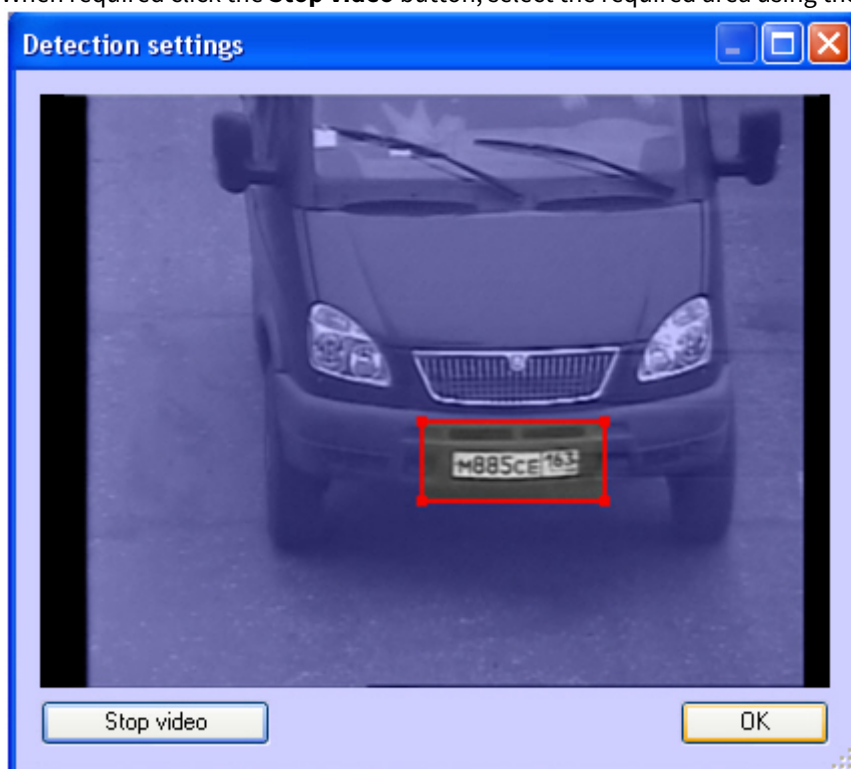 when required click the Stop video button, select the required area using the
Detection settings
М885СЕ 163
Stop video
OK